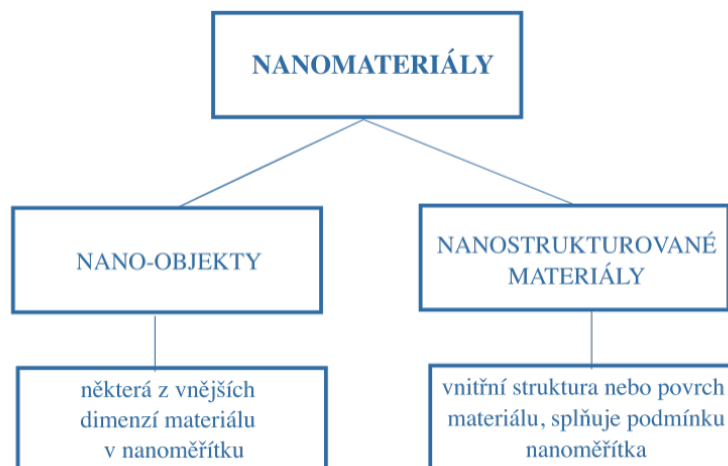 NANOMATERIÁLY
NANO-OBJEKTY
NANOSTRUKTUROVANÉ
MATERIÁLY
některá z vnějších
dimenzí materiálu
v nanoměřítku
vnitřní struktura nebo povrch
materiálu, splňuje podmínku
nanoměřítka